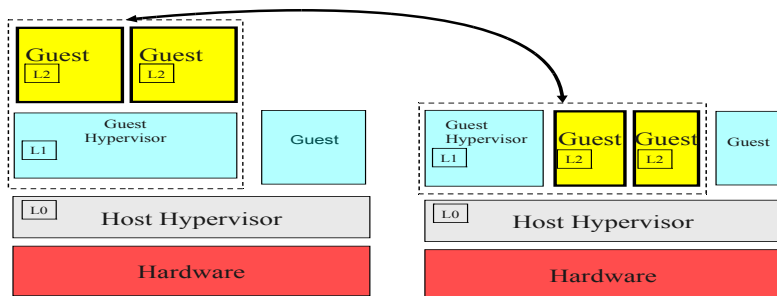 Guest
L2
Guest
L2
Guest
Hypervisor
L1
Guest
L0
Host Hypervisor
Hardware
Guest
Hypervisor
L1
Guest
L2
Guest
L2
Guest
L0
Host Hypervisor
Hardware